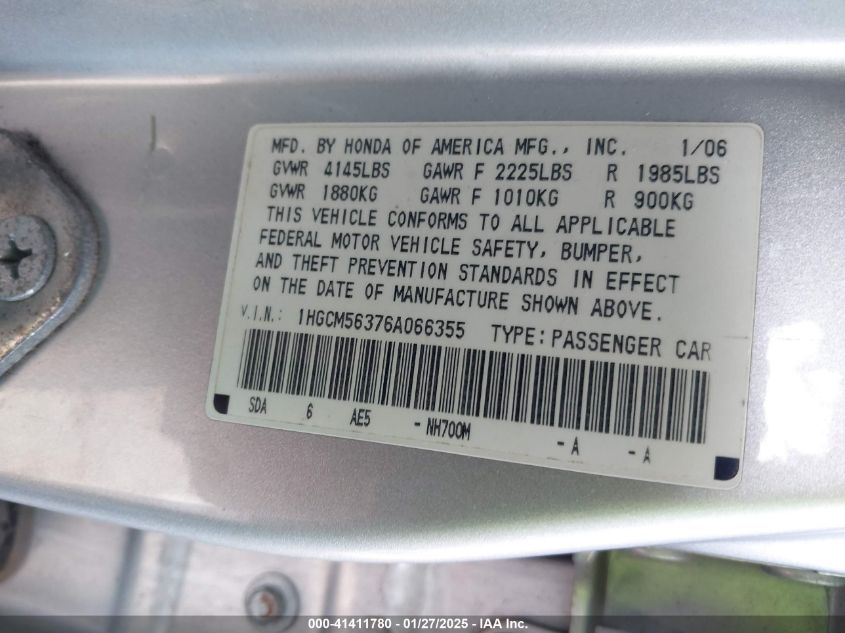 MFD. BY HONDA OF AMERICA MFG., INC. 1/06
GVWR 4145LBS GAWR F 2225LBS R 1985LBS
GVWR 1880KG GAWR F 1010KG R 900KG
THIS VEHICLE CONFORMS TO ALL APPLICABLE
FEDERAL MOTOR VEHICLE SAFETY, BUMPER,
AND THEFT PREVENTION STANDARDS IN EFFECT
ON THE DATE OF MANUFACTURE SHOWN ABOVE.
V.I.N.: 1HGCM56376A066355 TYPE: PASSENGER CAR
SDA 6 AE5 - NH700M - A - A
000-41411780 / 01/27/2025 - IAA Inc.